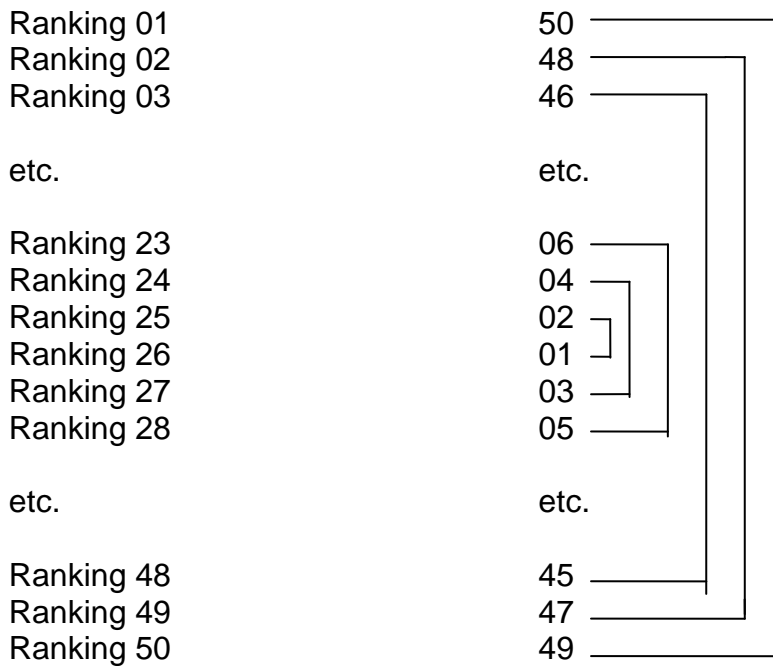 Ranking 01 50
Ranking 02 48
Ranking 03 46
etc. etc.
Ranking 23 06
Ranking 24 04
Ranking 25 02
Ranking 26 01
Ranking 27 03
Ranking 28 05
etc. etc.
Ranking 48 45
Ranking 49 47
Ranking 50 49